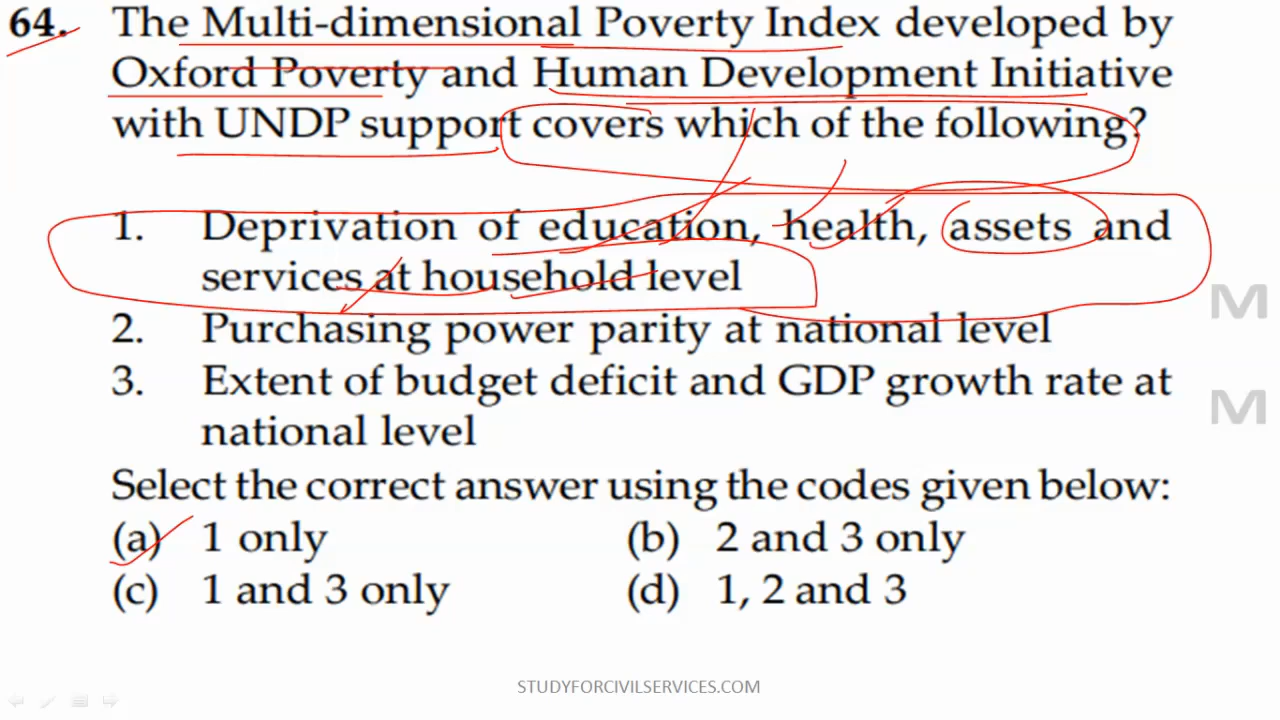 64. The Multi-dimensional Poverty Index developed by
Oxford Poverty and Human Development Initiative
with UNDP support covers which of the following?
1. Deprivation of education, health, assets and
services at household level
2. Purchasing power parity at national level
3. Extent of budget deficit and GDP growth rate at
national level
Select the correct answer using the codes given below:
(a) 1 only (b) 2 and 3 only
(c) 1 and 3 only (d) 1, 2 and 3
M
M
STUDYFORCIVILSERVICES.COM